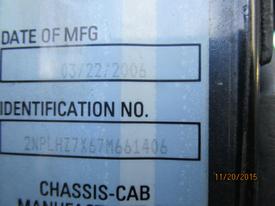 DATE OF MFG
03/22/2006
IDENTIFICATION NO.
2NPLHZ7X67M661406
CHASSIS-CAB
11/20/2015